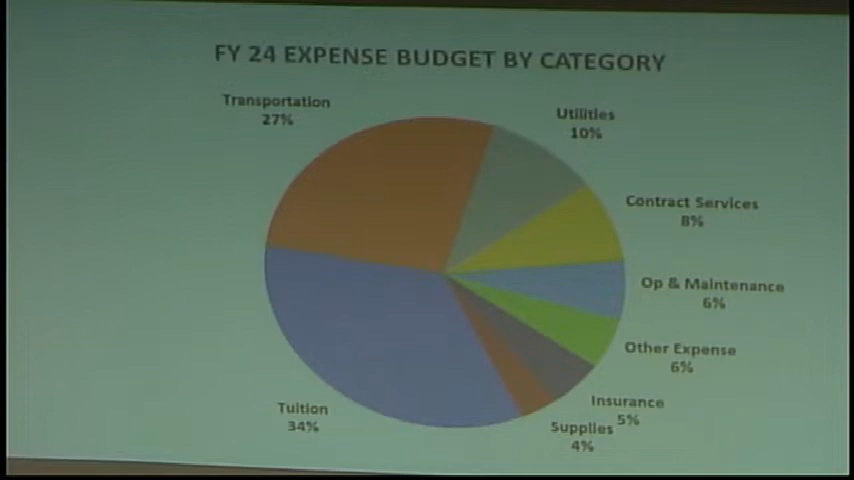 FY 24 EXPENSE BUDGET BY CATEGORY
Transportation
27%
Utilities
10%
Contract Services
8%
Op & Maintenance
6%
Other Expense
6%
Insurance
5%
Supplies
4%
Tuition
34%